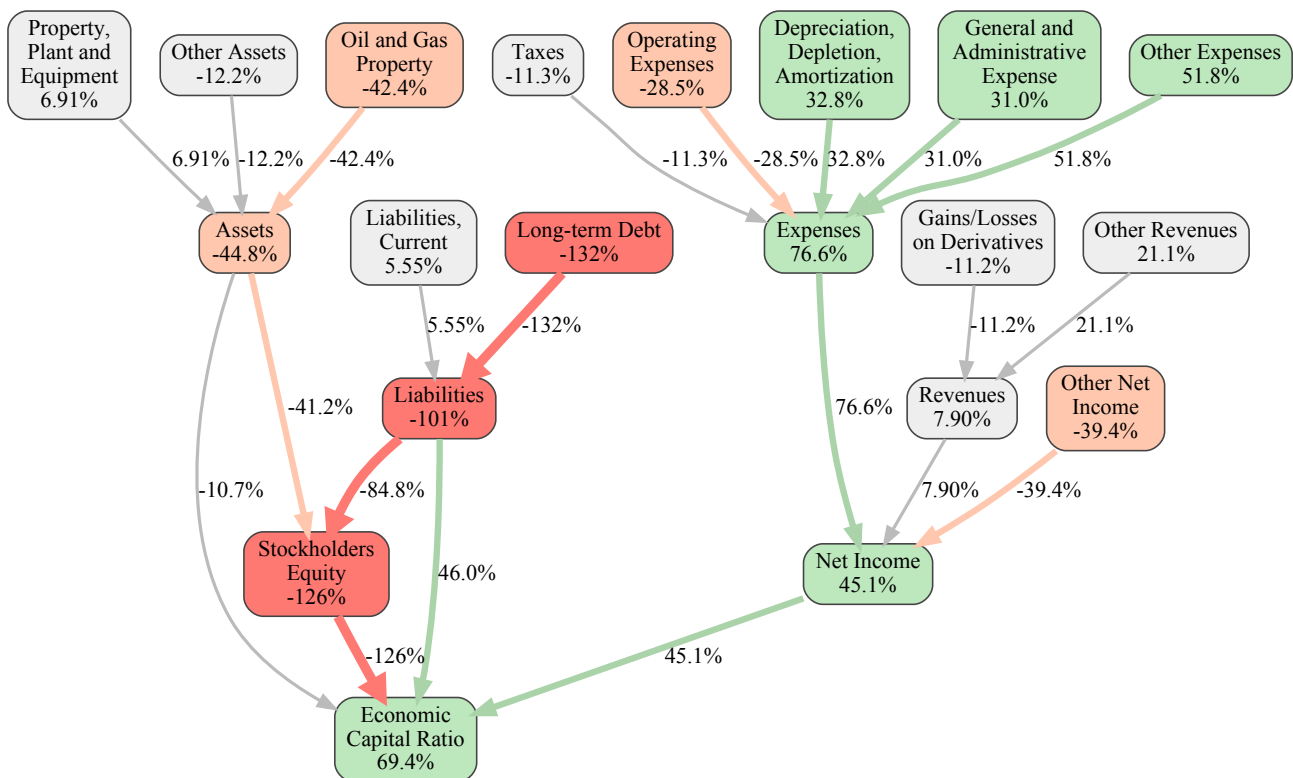 Property,
Plant and
Equipment
6.91%
Other Assets
-12.2%
Oil and Gas
Property
-42.4%
Taxes
-11.3%
Operating
Expenses
-28.5%
Depreciation,
Depletion,
Amortization
32.8%
General and
Administrative
Expense
31.0%
Other Expenses
51.8%
6.91%
-12.2%
-42.4%
-11.3%
-28.5%
32.8%
31.0%
51.8%
Assets
-44.8%
Liabilities,
Current
5.55%
Long-term Debt
-132%
Expenses
76.6%
Gains/Losses
on Derivatives
-11.2%
Other Revenues
21.1%
5.55%
-132%
-11.2%
21.1%
Liabilities
-101%
Revenues
7.90%
Other Net
Income
-39.4%
-41.2%
76.6%
-10.7%
-84.8%
7.90%
-39.4%
Stockholders
Equity
-126%
46.0%
Net Income
45.1%
-126%
45.1%
Economic
Capital Ratio
69.4%